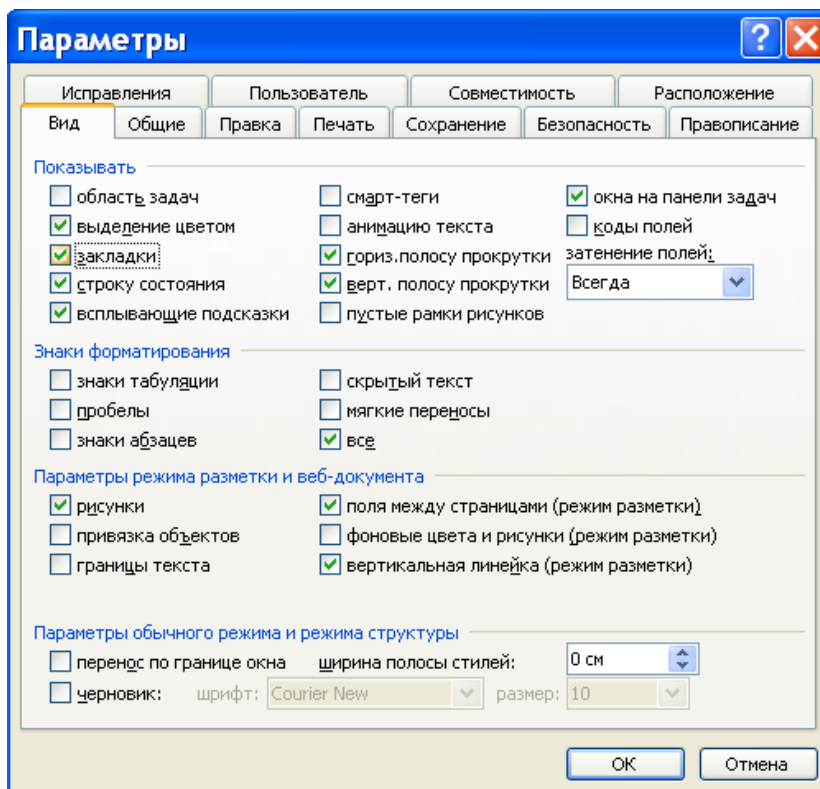 Параметры
Исправления Пользователь Совместимость Расположение
Вид Общие Правка Печать Сохранение Безопасность Правописание
Показывать
область задач смарт-теги окна на панели задач
выделение цветом анимацию текста коды полей
закладки гориз.полосу прокрутки затенение полей:
строку состояния верт. полосу прокрутки Всегда
всплывающие подсказки пустые рамки рисунков
Знаки форматирования
знаки табуляции скрытый текст
пробелы мягкие переносы
знаки абзацев все
Параметры режима разметки и веб-документа
рисунки поля между страницами (режим разметки)
привязка объектов фоновые цвета и рисунки (режим разметки)
границы текста вертикальная линейка (режим разметки)
Параметры обычного режима и режима структуры
перенос по границе окна ширина полосы стилей: 0 см
черновик: шрифт: Courier New размер: 10
ОК Отмена